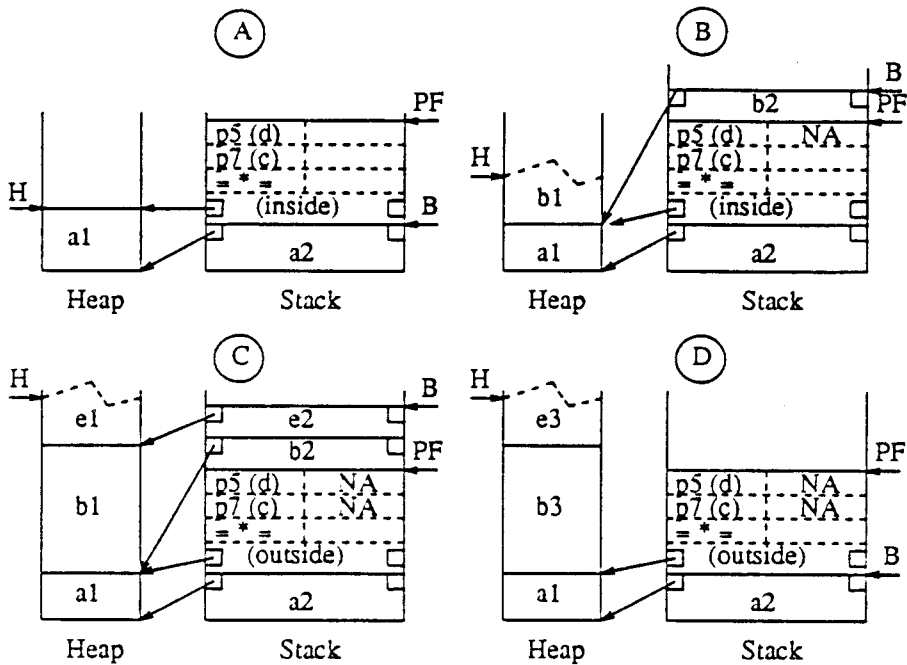 A
PF
p5 (d)
p7 (c)
= * =
H
(inside)
B
a1
a2
Heap
Stack
B
B
b2
PF
p5 (d)
NA
p7 (c)
= * =
H
b1
(inside)
a1
a2
Heap
Stack
C
H
B
e1
e2
b2
PF
p5 (d)
NA
b1
p7 (c)
NA
= * =
(outside)
a1
a2
Heap
Stack
D
H
e3
PF
p5 (d)
NA
b3
p7 (c)
NA
= * =
(outside)
B
a1
a2
Heap
Stack